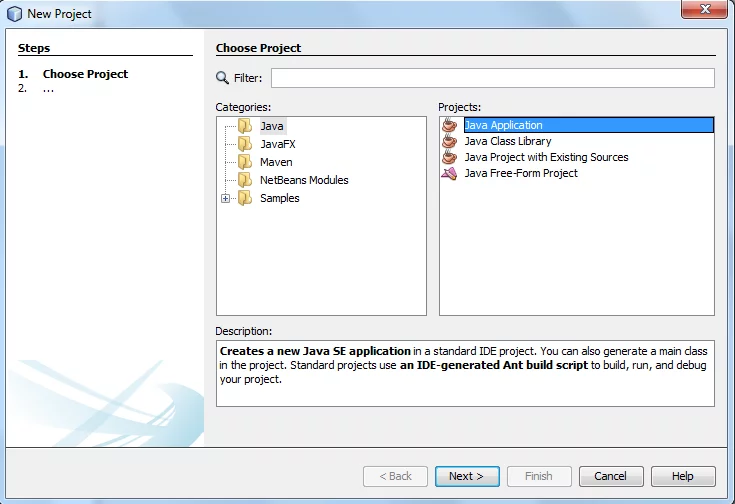 New Project
Steps
1. Choose Project
2. ...
Choose Project
Filter:
Categories:
Java
JavaFX
Maven
NetBeans Modules
Samples
Projects:
Java Application
Java Class Library
Java Project with Existing Sources
Java Free-Form Project
Description:
Creates a new Java SE application in a standard IDE project. You can also generate a main class
in the project. Standard projects use an IDE-generated Ant build script to build, run, and debug
your project.
< Back
Next >
Finish
Cancel
Help